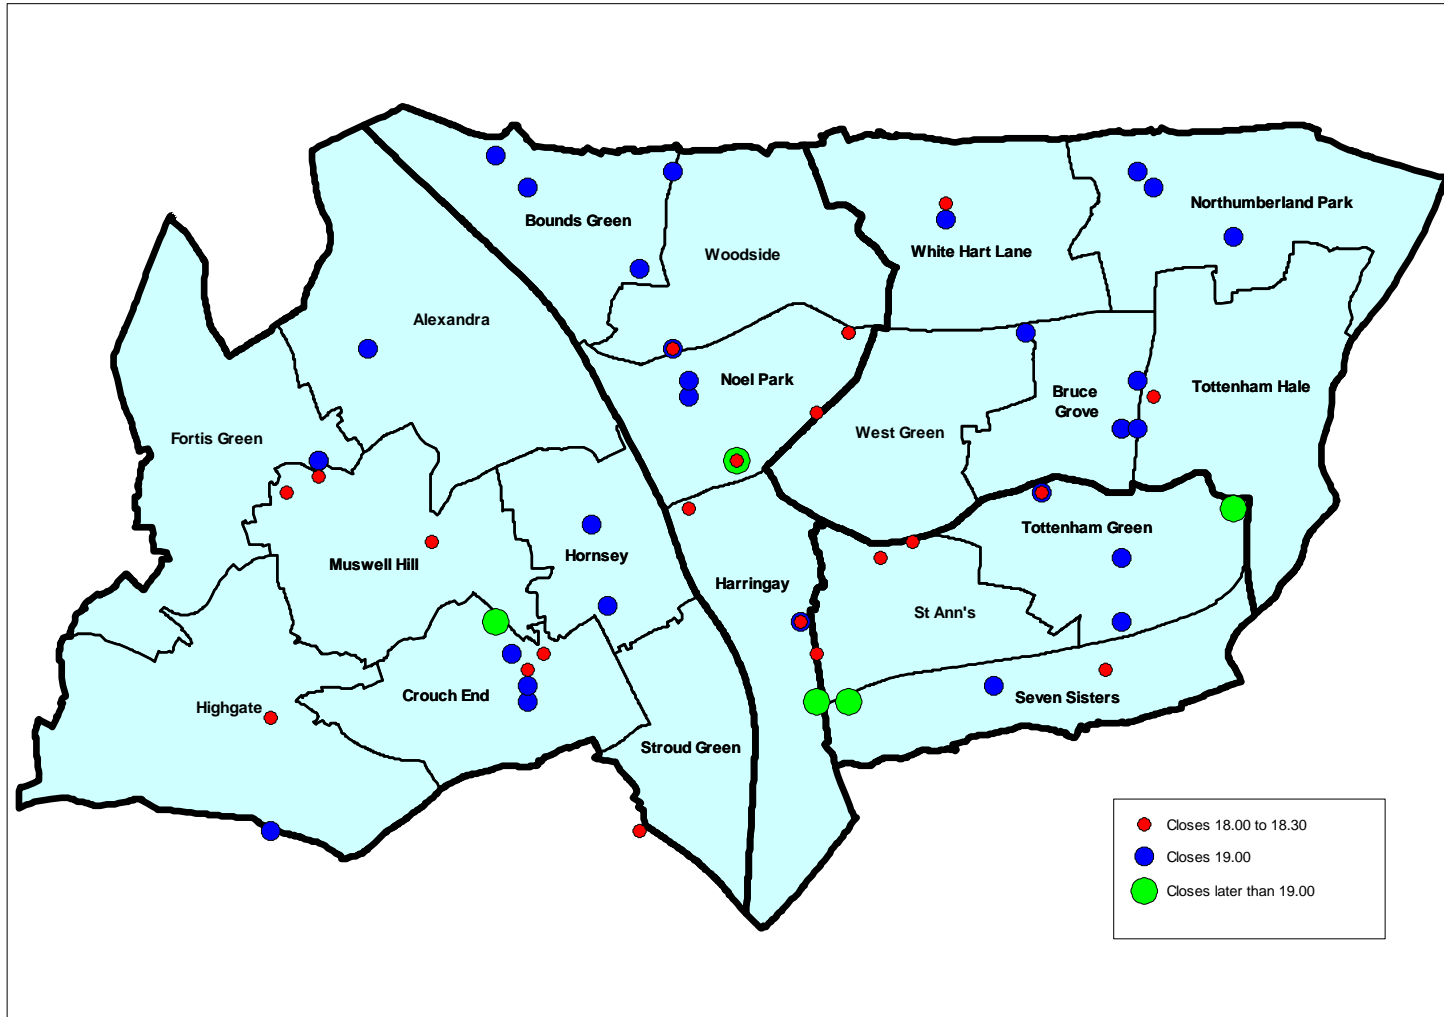 Bounds Green
Woodside
White Hart Lane
Northumberland Park
Alexandra
Noel Park
Bruce
Grove
Tottenham Hale
Fortis Green
West Green
Tottenham Green
Muswell Hill
Hornsey
Harringay
St Ann's
Highgate
Crouch End
Seven Sisters
Stroud Green
Closes 18.00 to 18.30
Closes 19.00
Closes later than 19.00